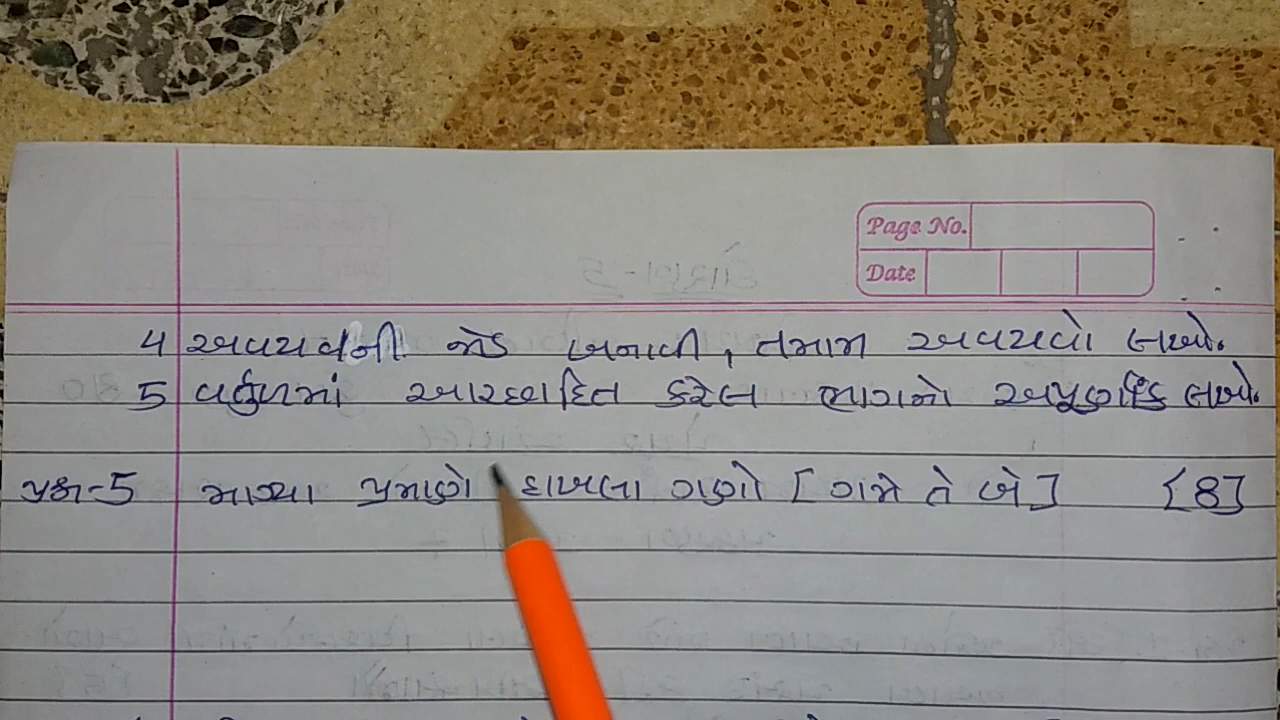 Page No.
Date
4 અવયવની જોડ બનાવી, તમામ અવયવો લખો.
5 વર્તુળમાં આચ્છાદિત કરેલ ભાગનો અપૂર્ણાંક લખો.
પ્રશ્ન-5 માગ્યા પ્રમાણે દાખલા ગણો [ગમે તે બે] [8]